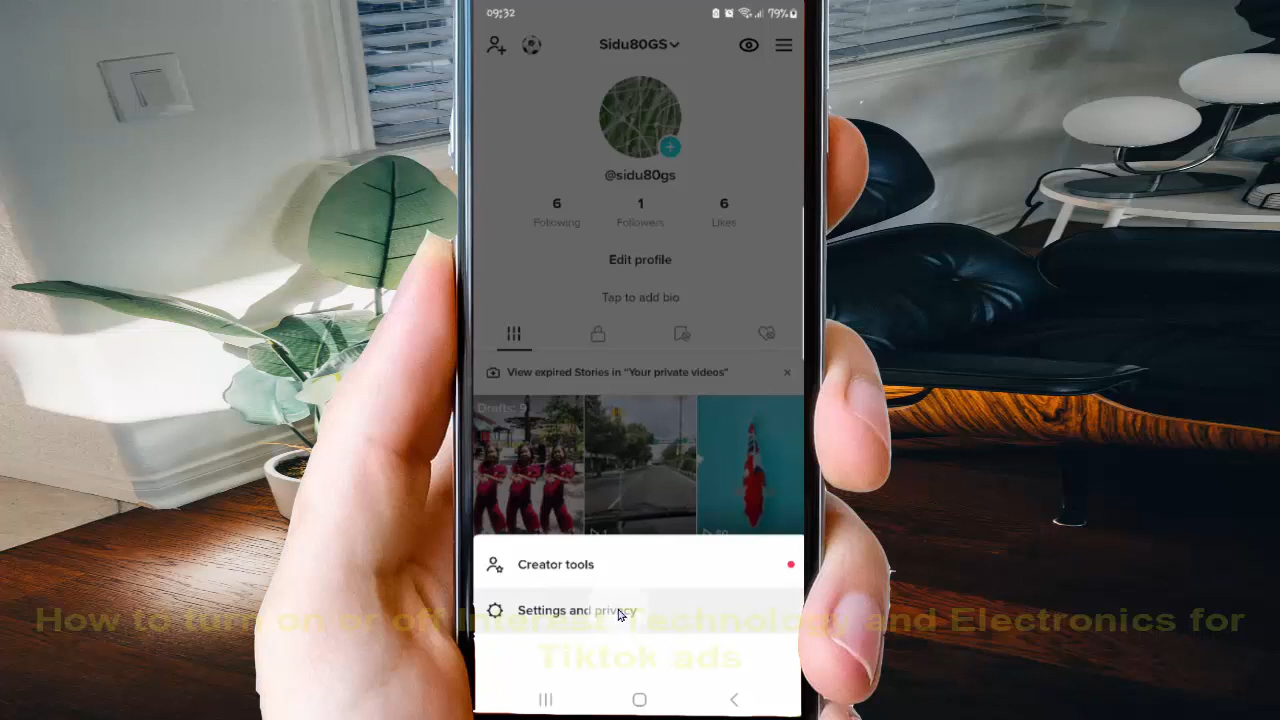 09:32
79%
Sidu80GS
@sidu80gs
6 1 6
Following Followers Likes
Edit profile
Tap to add bio
View expired Stories in "Your private videos"
Drafts: 9
Creator tools
Settings and privacy
How to turn on or off Interest Technology and Electronics for
Tiktok ads